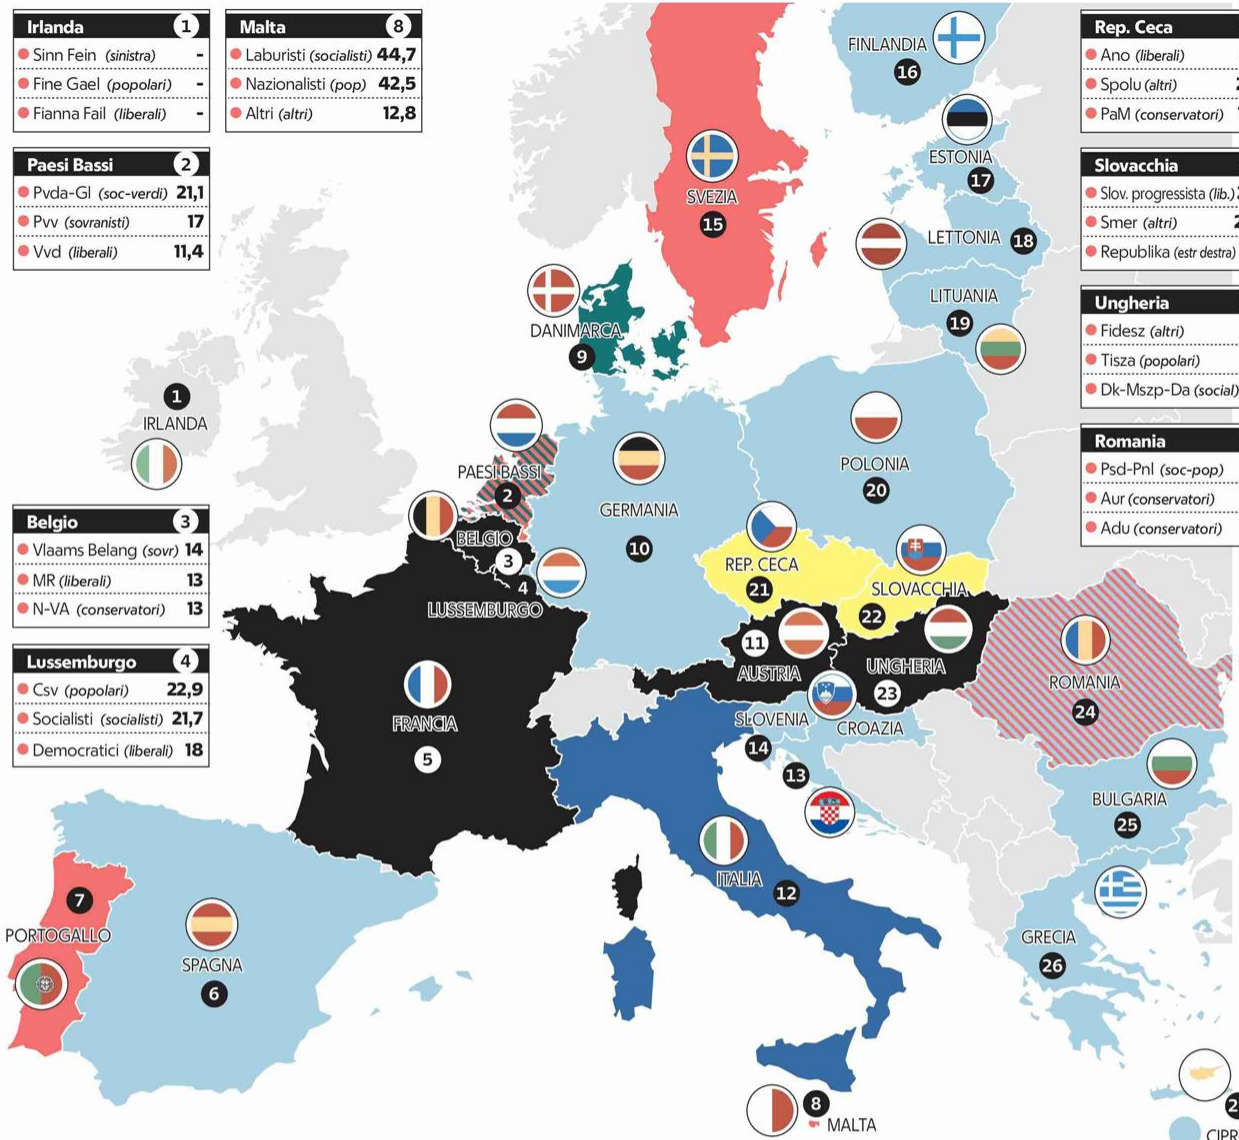 Irlanda 1
Sinn Fein (sinistra) -
Fine Gael (popolari) -
Fianna Fail (liberali) -
Malta 8
Laburisti (socialisti) 44,7
Nazionalisti (pop) 42,5
Altri (altri) 12,8
Paesi Bassi 2
Pvda-Gl (soc-verdi) 21,1
Pvv (sovranisti) 17
Vvd (liberali) 11,4
Belgio 3
Vlaams Belang (sovr) 14
MR (liberali) 13
N-VA (conservatori) 13
Lussemburgo 4
Csv (popolari) 22,9
Socialisti (socialisti) 21,7
Democratici (liberali) 18
Rep. Ceca
Ano (liberali)
Spolu (altri)
PaM (conservatori)
Slovacchia
Slov. progressista (lib.)
Smer (altri)
Republika (estr destra)
Ungheria
Fidesz (altri)
Tisza (popolari)
Dk-Mszp-Da (social)
Romania
Psd-Pnl (soc-pop)
Aur (conservatori)
Adu (conservatori)
FINLANDIA
16
ESTONIA
17
SVEZIA
15
LETTONIA 18
LITUANIA
19
DANIMARCA
9
1
IRLANDA
PAESI BASSI
2
GERMANIA
10
POLONIA
20
BELGIO
3
4
LUSSEMBURGO
REP. CECA
21
SLOVACCHIA
22
11
AUSTRIA
UNGHERIA
23
ROMANIA
24
FRANCIA
5
SLOVENIA
14
CROAZIA
13
BULGARIA
25
ITALIA
12
7
PORTOGALLO
SPAGNA
6
GRECIA
26
8
MALTA